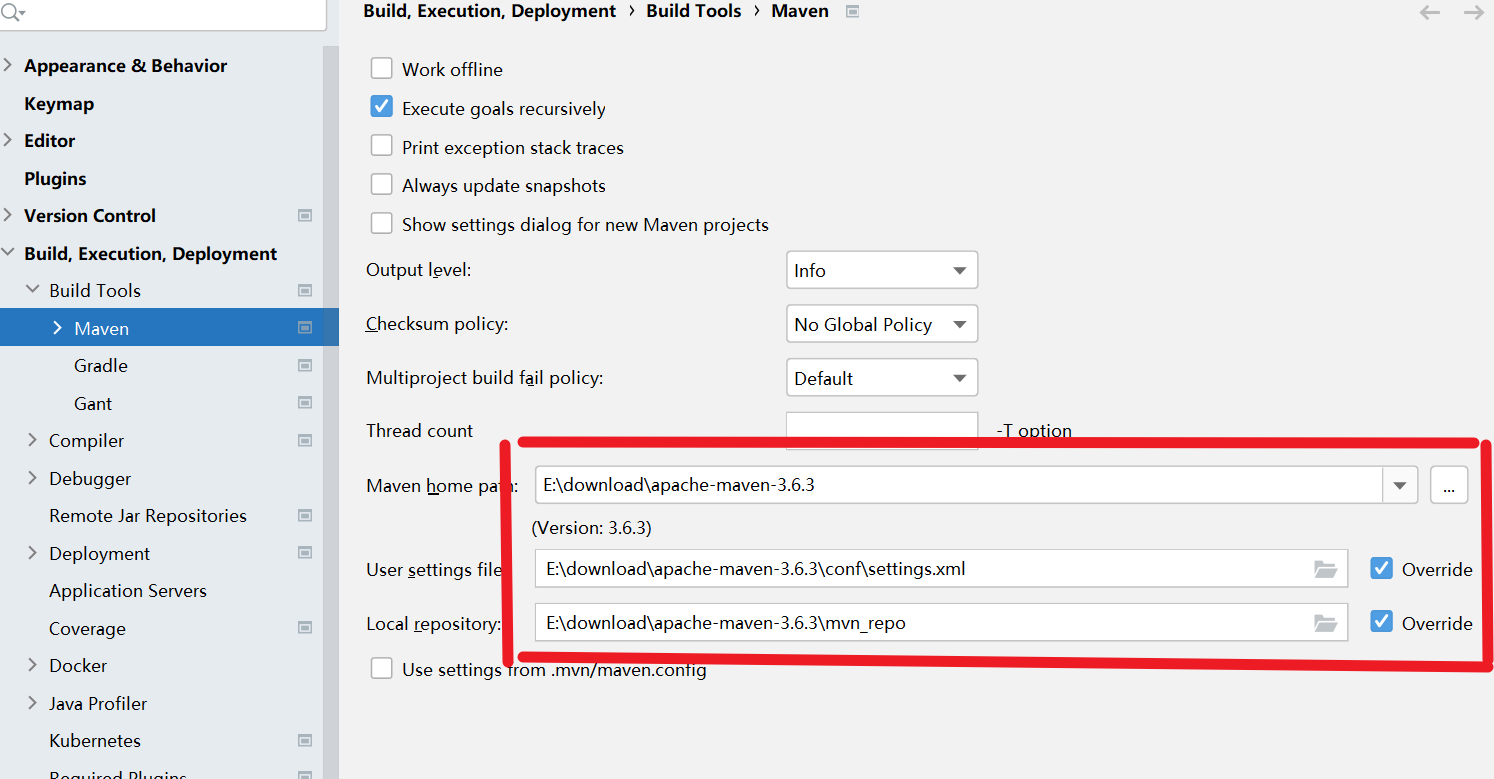 Build, Execution, Deployment › Build Tools › Maven
Appearance & Behavior
Keymap
Editor
Plugins
Version Control
Build, Execution, Deployment
Build Tools
Maven
Gradle
Gant
Compiler
Debugger
Remote Jar Repositories
Deployment
Application Servers
Coverage
Docker
Java Profiler
Kubernetes
Required Plugins
Work offline
Execute goals recursively
Print exception stack traces
Always update snapshots
Show settings dialog for new Maven projects
Output level: Info
Checksum policy: No Global Policy
Multiproject build fail policy: Default
Thread count -T option
Maven home path: E:\download\apache-maven-3.6.3 ...
(Version: 3.6.3)
User settings file E:\download\apache-maven-3.6.3\conf\settings.xml Override
Local repository: E:\download\apache-maven-3.6.3\mvn_repo Override
Use settings from .mvn/maven.config